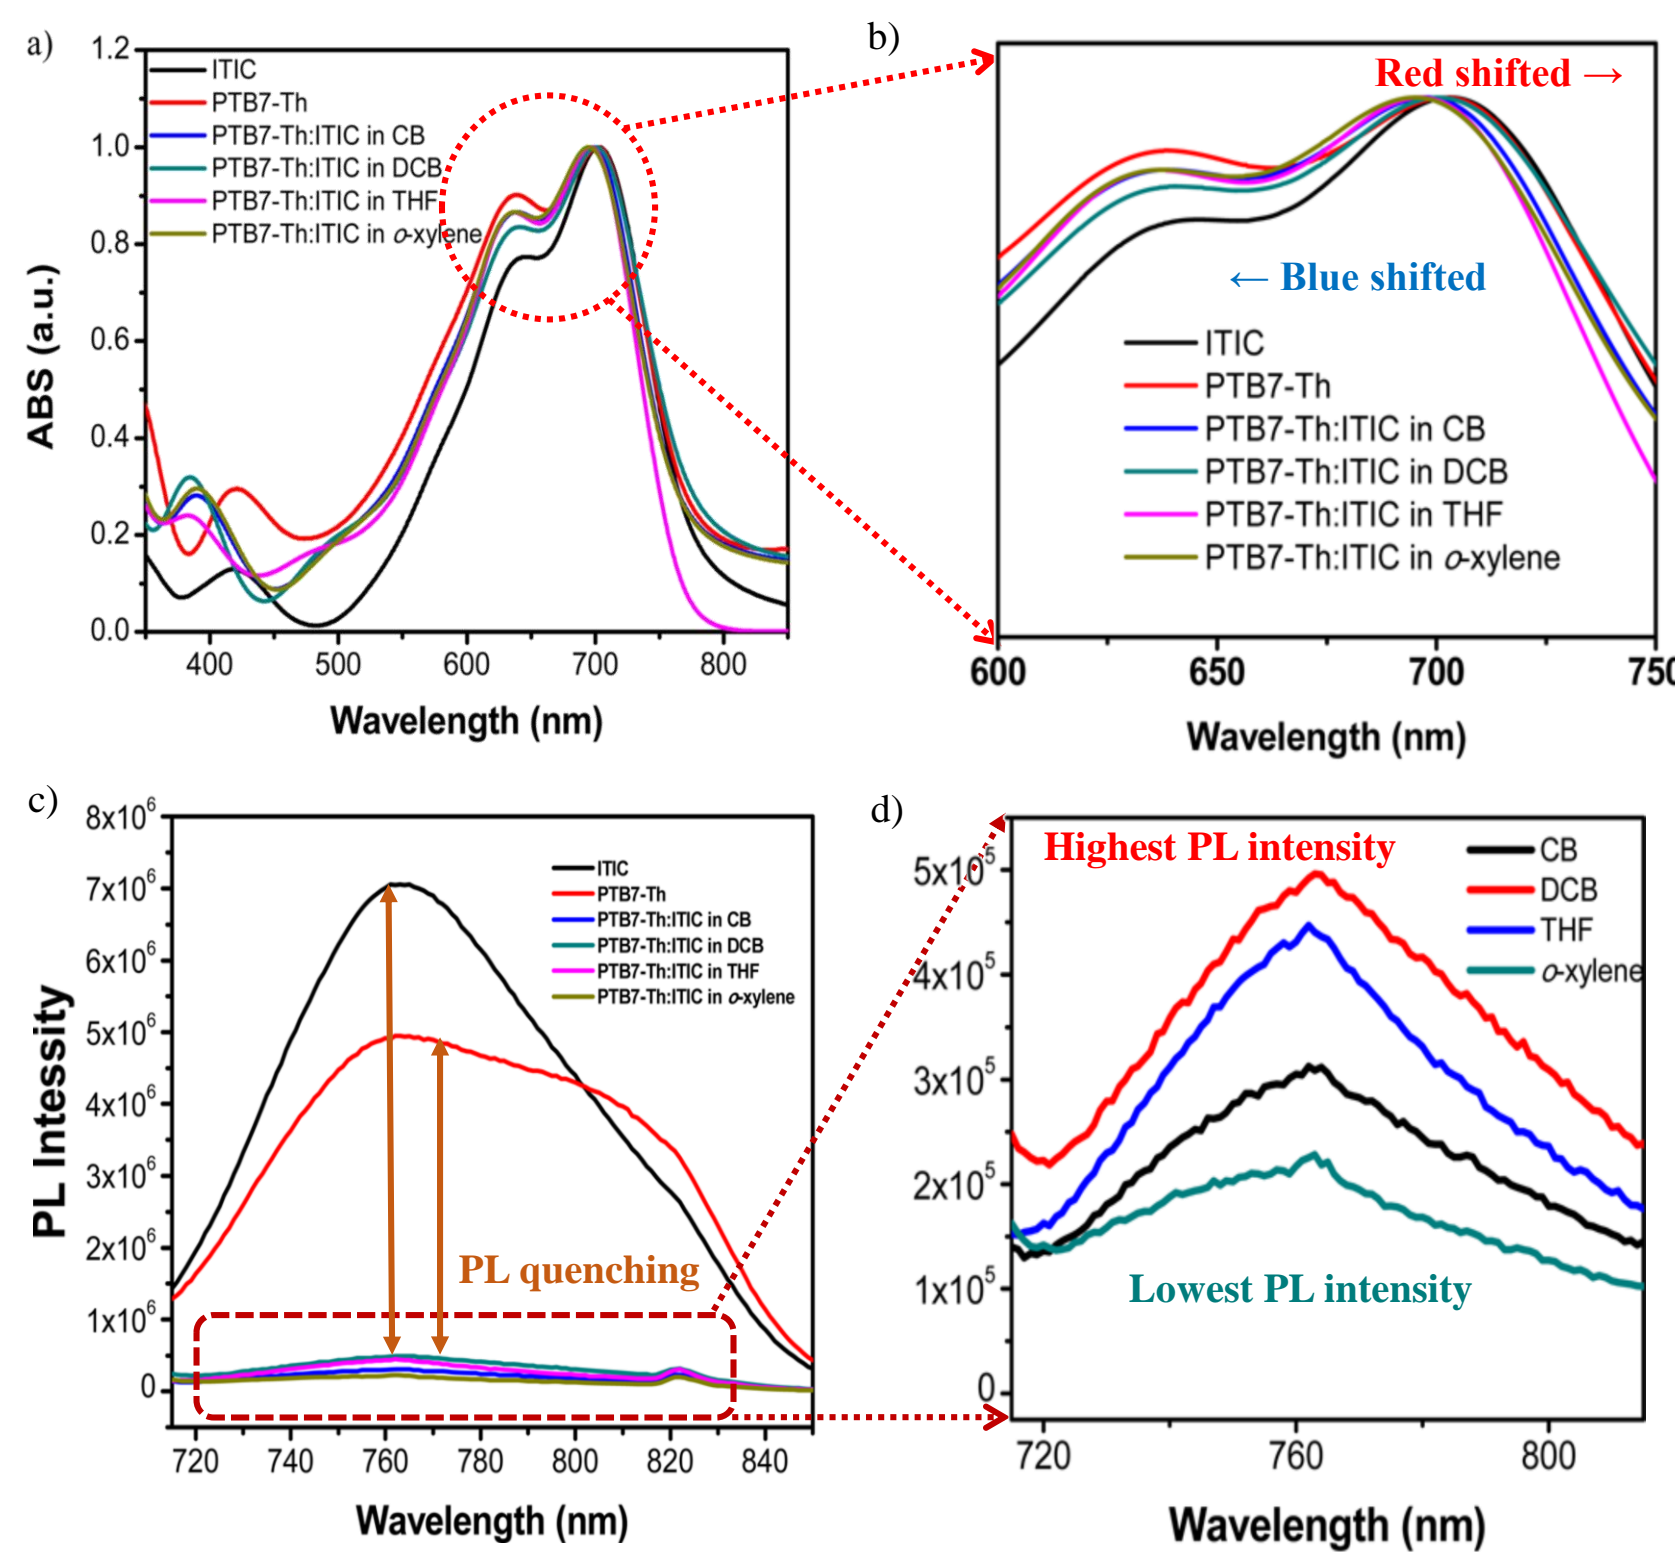 a)
1.2
1.0
0.8
0.6
0.4
0.2
0.0
ABS (a.u.)
ITIC
PTB7-Th
PTB7-Th:ITIC in CB
PTB7-Th:ITIC in DCB
PTB7-Th:ITIC in THF
PTB7-Th:ITIC in o-xylene
400 500 600 700 800
Wavelength (nm)
b)
Red shifted →
← Blue shifted
ITIC
PTB7-Th
PTB7-Th:ITIC in CB
PTB7-Th:ITIC in DCB
PTB7-Th:ITIC in THF
PTB7-Th:ITIC in o-xylene
600 650 700 750
Wavelength (nm)
c)
8x10⁶
7x10⁶
6x10⁶
5x10⁶
4x10⁶
3x10⁶
2x10⁶
1x10⁶
0
PL Intessity
ITIC
PTB7-Th
PTB7-Th:ITIC in CB
PTB7-Th:ITIC in DCB
PTB7-Th:ITIC in THF
PTB7-Th:ITIC in o-xylene
PL quenching
720 740 760 780 800 820 840
Wavelength (nm)
d)
Highest PL intensity
CB
DCB
THF
o-xylene
5x10⁵
4x10⁵
3x10⁵
2x10⁵
1x10⁵
0
Lowest PL intensity
720 760 800
Wavelength (nm)